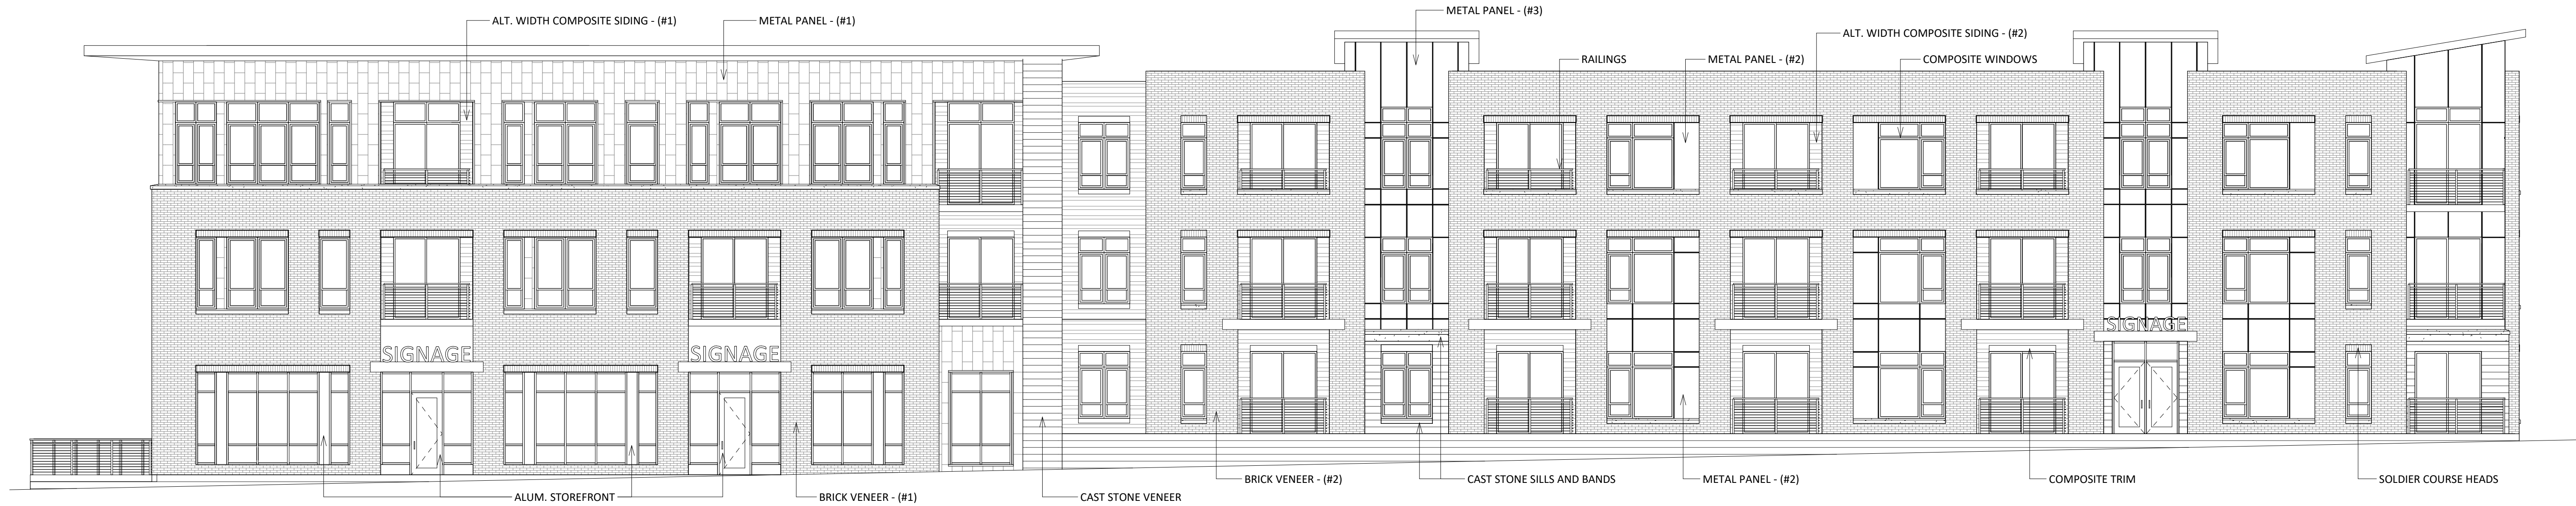 METAL PANEL - (#3)
ALT. WIDTH COMPOSITE SIDING - (#1)
METAL PANEL - (#1)
ALT. WIDTH COMPOSITE SIDING - (#2)
RAILINGS
METAL PANEL - (#2)
COMPOSITE WINDOWS
SIGNAGE
SIGNAGE
SIGNAGE
BRICK VENEER - (#2)
CAST STONE SILLS AND BANDS
METAL PANEL - (#2)
COMPOSITE TRIM
SOLDIER COURSE HEADS
ALUM. STOREFRONT
BRICK VENEER - (#1)
CAST STONE VENEER